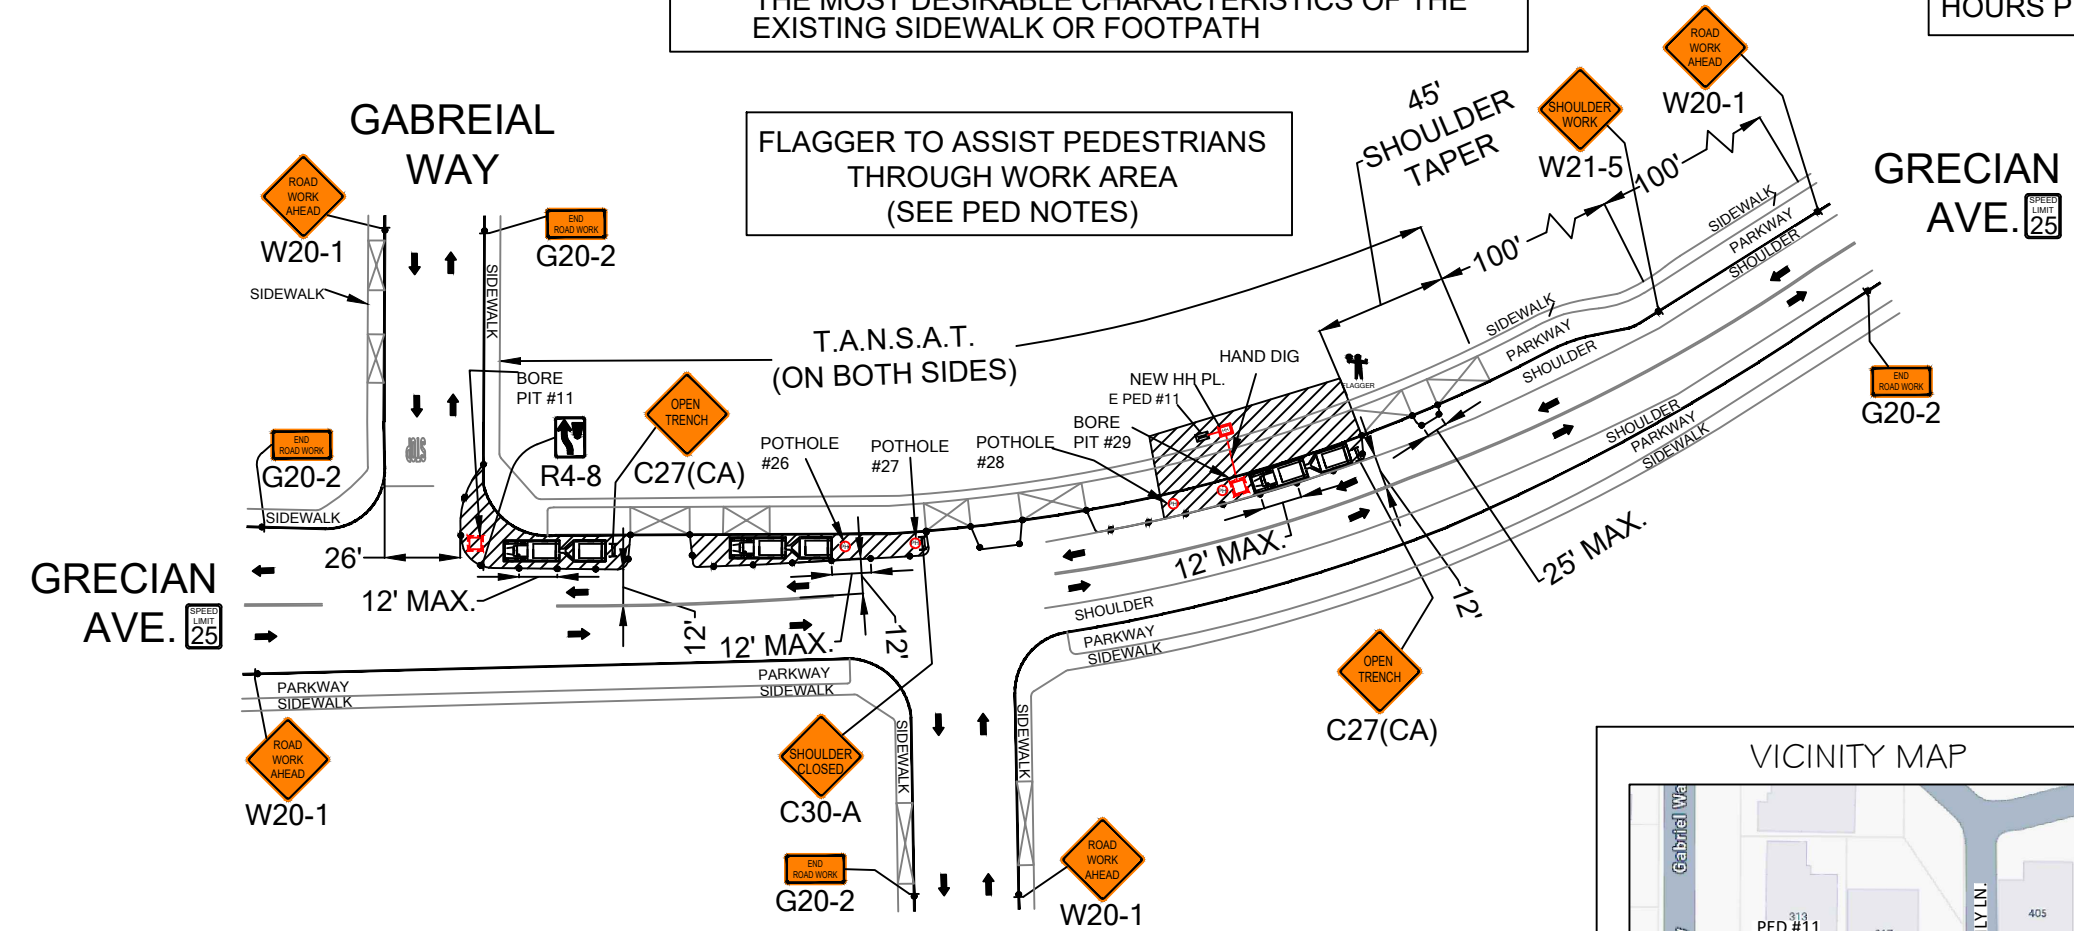 THE MOST DESIRABLE CHARACTERISTICS OF THE
EXISTING SIDEWALK OR FOOTPATH
HOURS P
ROAD
WORK
AHEAD
W20-1
SHOULDER
WORK
W21-5
45'
SHOULDER
TAPER
100'
100'
GRECIAN
AVE.
SPEED
LIMIT
25
GABREIAL
WAY
FLAGGER TO ASSIST PEDESTRIANS
THROUGH WORK AREA
(SEE PED NOTES)
ROAD
WORK
AHEAD
W20-1
END
ROAD WORK
G20-2
SIDEWALK
SIDEWALK
T.A.N.S.A.T.
(ON BOTH SIDES)
SIDEWALK
PARKWAY
SHOULDER
SIDEWALK
PARKWAY
SHOULDER
HAND DIG
NEW HH PL.
E PED #11
BORE
PIT #29
FLAGGER
BORE
PIT #11
R4-8
OPEN
TRENCH
C27(CA)
POTHOLE
#26
POTHOLE
#27
POTHOLE
#28
STOP
END
ROAD WORK
G20-2
SIDEWALK
END
ROAD WORK
G20-2
SHOULDER
PARKWAY
SIDEWALK
26'
12' MAX.
12'
12' MAX.
12'
12' MAX.
12'
25' MAX.
GRECIAN
AVE.
SPEED
LIMIT
25
SHOULDER
PARKWAY
SIDEWALK
PARKWAY
SIDEWALK
PARKWAY
SIDEWALK
OPEN
TRENCH
C27(CA)
ROAD
WORK
AHEAD
W20-1
SHOULDER
CLOSED
C30-A
SIDEWALK
SIDEWALK
END
ROAD WORK
G20-2
ROAD
WORK
AHEAD
W20-1
VICINITY MAP
Gabriel Wa
313
PED #11
LY LN.
405